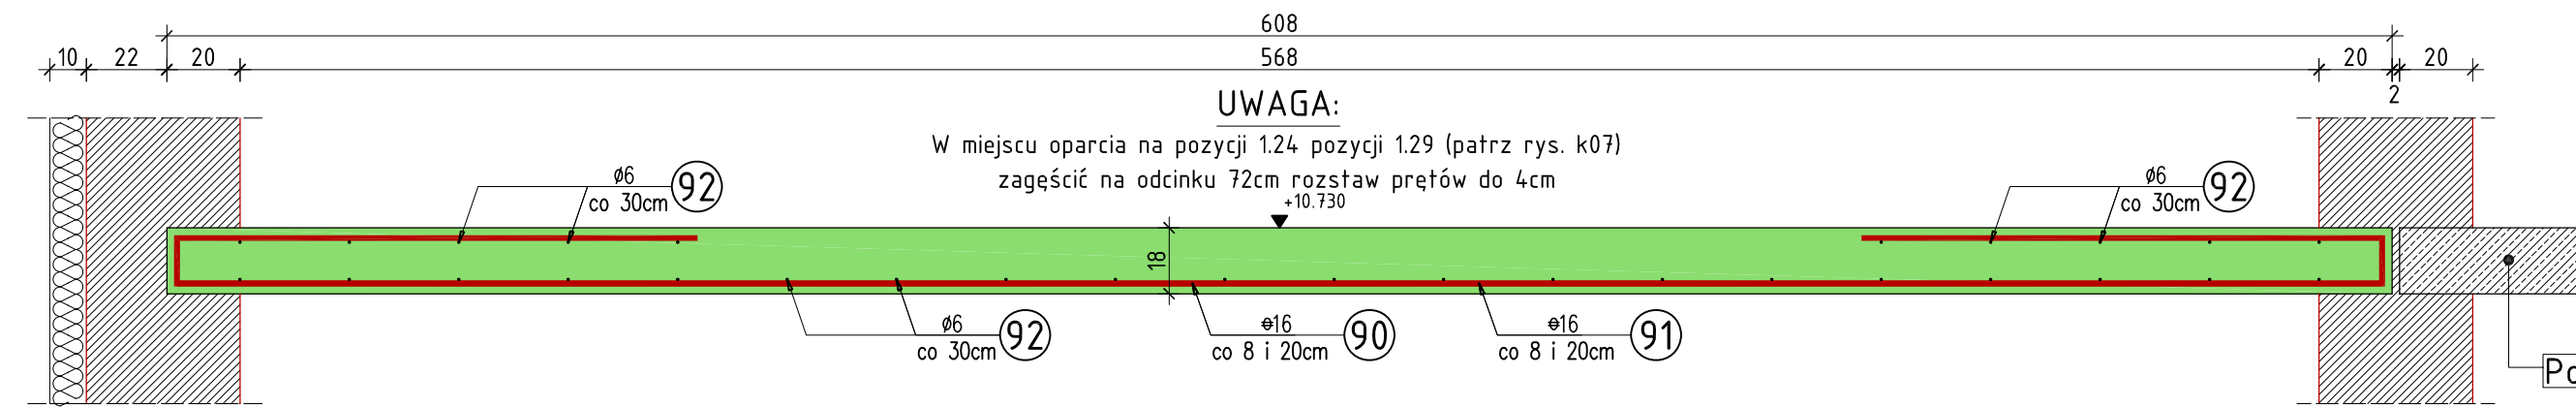 608
10 22 20 568 20 20
2
UWAGA:
W miejscu oparcia na pozycji 1.24 pozycji 1.29 (patrz rys. k07)
zagęścić na odcinku 72cm rozstaw prętów do 4cm
+10.730
ø6
co 30cm
92
ø6
co 30cm
92
18
ø6
co 30cm
92
16
co 8 i 20cm
90
16
co 8 i 20cm
91